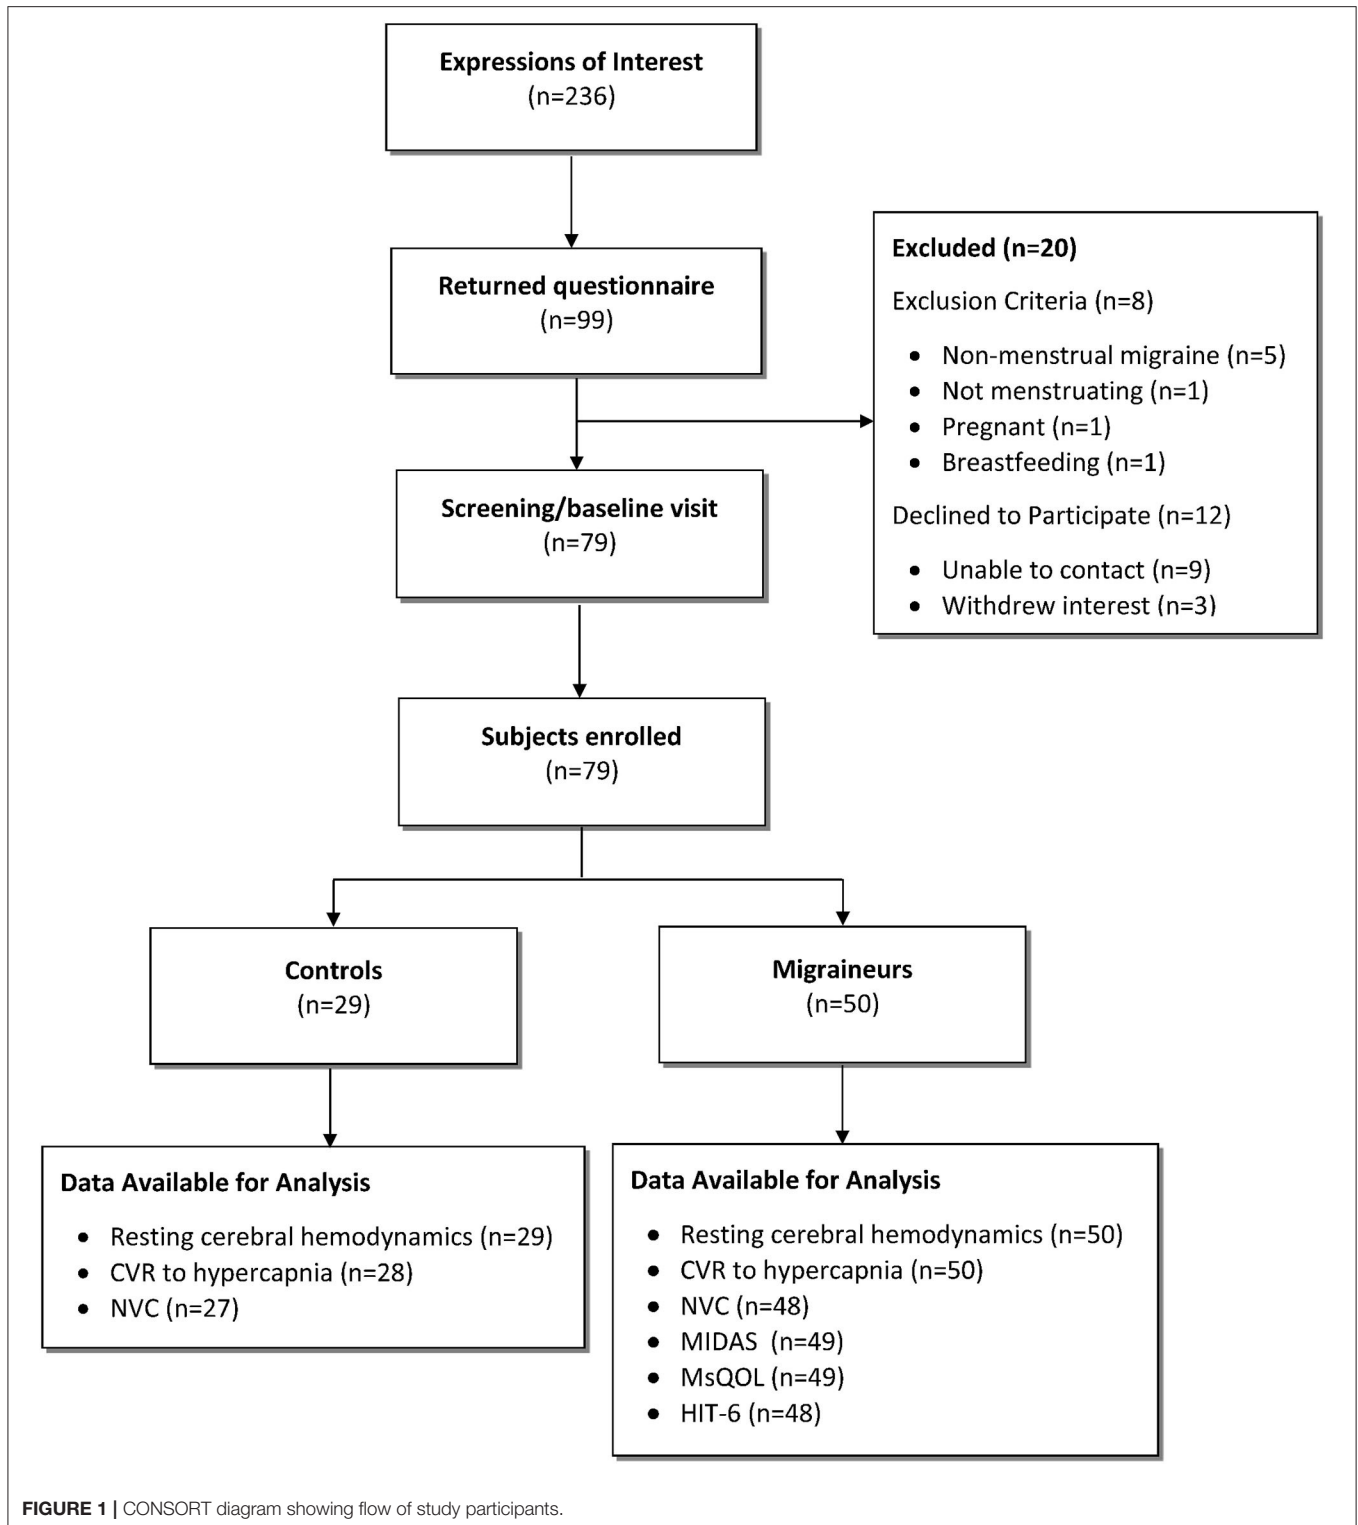 Expressions of Interest
(n=236)
Returned questionnaire
(n=99)
Excluded (n=20)
Exclusion Criteria (n=8)
• Non-menstrual migraine (n=5)
• Not menstruating (n=1)
• Pregnant (n=1)
• Breastfeeding (n=1)
Declined to Participate (n=12)
• Unable to contact (n=9)
• Withdrew interest (n=3)
Screening/baseline visit
(n=79)
Subjects enrolled
(n=79)
Controls
(n=29)
Migraineurs
(n=50)
Data Available for Analysis
• Resting cerebral hemodynamics (n=29)
• CVR to hypercapnia (n=28)
• NVC (n=27)
Data Available for Analysis
• Resting cerebral hemodynamics (n=50)
• CVR to hypercapnia (n=50)
• NVC (n=48)
• MIDAS (n=49)
• MsQOL (n=49)
• HIT-6 (n=48)
FIGURE 1 | CONSORT diagram showing flow of study participants.